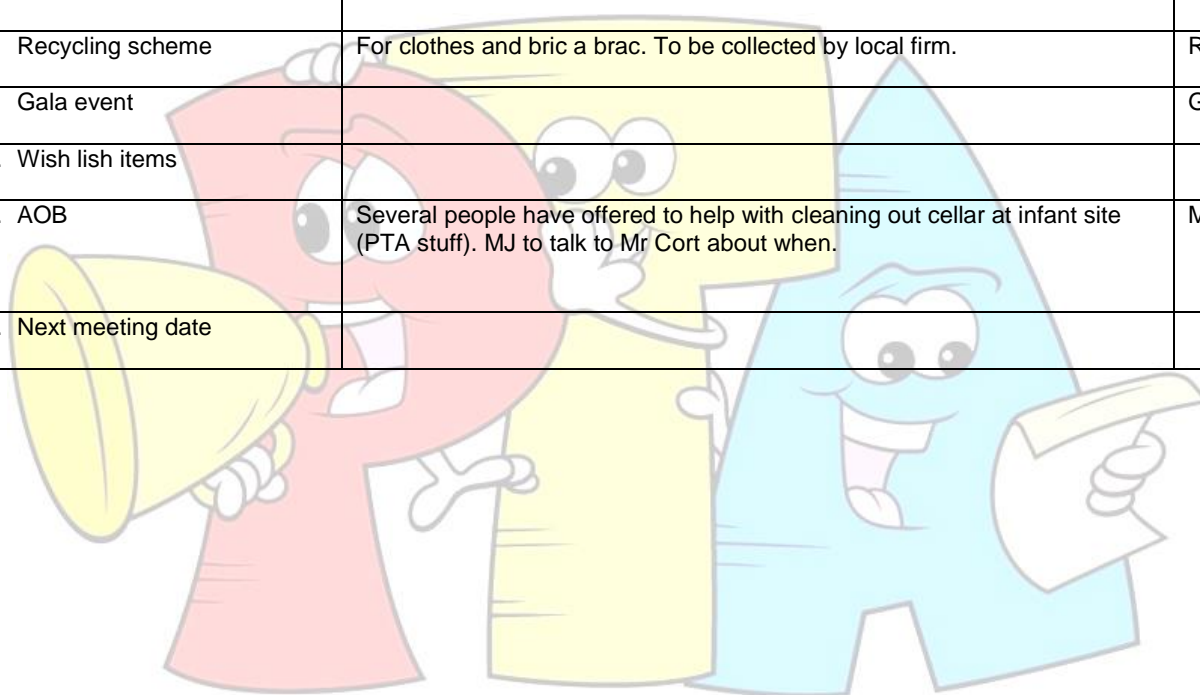 Recycling scheme For clothes and bric a brac. To be collected by local firm. R
Gala event G
. Wish lish items
. AOB Several people have offered to help with cleaning out cellar at infant site M
(PTA stuff). MJ to talk to Mr Cort about when.
. Next meeting date
PTA